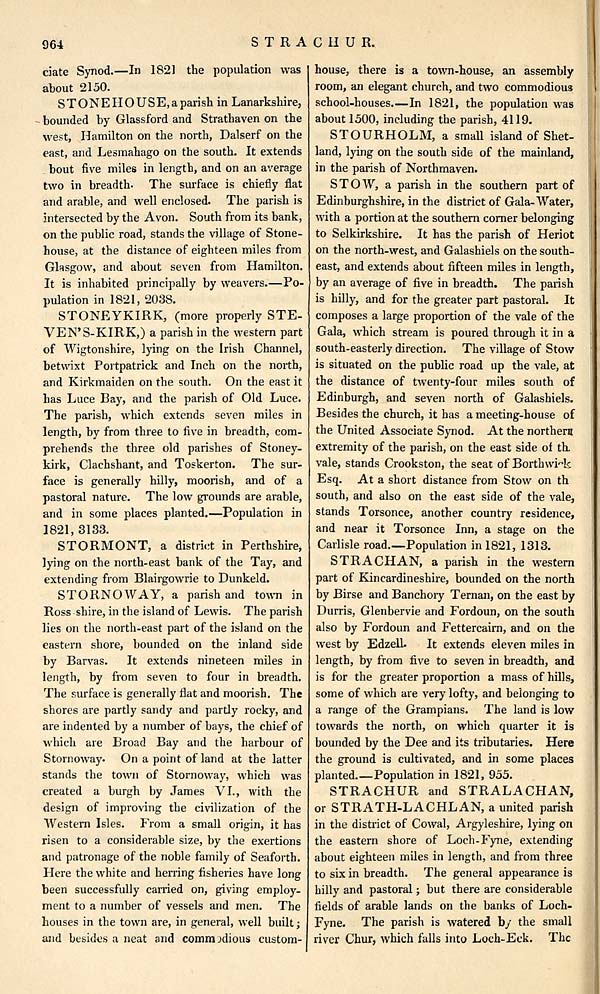 964
STRACHUR.
ciate Synod.—In 1821 the population was
about 2150.
STONEHOUSE, a parish in Lanarkshire,
bounded by Glassford and Strathaven on the
west, Hamilton on the north, Dalserf on the
east, and Lesmahago on the south. It extends
bout five miles in length, and on an average
two in breadth. The surface is chiefly flat
and arable, and well enclosed. The parish is
intersected by the Avon. South from its bank,
on the public road, stands the village of Stone-
house, at the distance of eighteen miles from
Glasgow, and about seven from Hamilton.
It is inhabited principally by weavers.—Po-
pulation in 1821, 2038.
STONEYKIRK, (more properly STE-
VEN'S-KIRK,) a parish in the western part
of Wigtonshire, lying on the Irish Channel,
betwixt Portpatrick and Inch on the north,
and Kirkmaiden on the south. On the east it
has Luce Bay, and the parish of Old Luce.
The parish, which extends seven miles in
length, by from three to five in breadth, com-
prehends the three old parishes of Stoney-
kirk, Clachshant, and Toskerton. The sur-
face is generally hilly, moorish, and of a
pastoral nature. The low grounds are arable,
and in some places planted.—Population in
1821, 3133.
STORMONT, a district in Perthshire,
lying on the north-east bank of the Tay, and
extending from Blairgowrie to Dunkeld.
STORNOWAY, a parish and town in
Ross-shire, in the island of Lewis. The parish
lies on the north-east part of the island on the
eastern shore, bounded on the inland side
by Barvas. It extends nineteen miles in
length, by from seven to four in breadth.
The surface is generally flat and moorish. The
shores are partly sandy and partly rocky, and
are indented by a number of bays, the chief of
which are Broad Bay and the harbour of
Stornoway. On a point of land at the latter
stands the town of Stornoway, which was
created a burgh by James VI., with the
design of improving the civilization of the
Western Isles. From a small origin, it has
risen to a considerable size, by the exertions
and patronage of the noble family of Seaforth.
Here the white and herring fisheries have long
been successfully carried on, giving employ-
ment to a number of vessels and men. The
houses in the town are, in general, well built;
and besides a neat and commodious custom-
house, there is a town-house, an assembly
room, an elegant church, and two commodious
school-houses.—In 1821, the population was
about 1500, including the parish, 4119.
STOURHOLM, a small island of Shet-
land, lying on the south side of the mainland,
in the parish of Northmaven.
STOW, a parish in the southern part of
Edinburghshire, in the district of Gala-Water,
with a portion at the southern corner belonging
to Selkirkshire. It has the parish of Heriot
on the north-west, and Galashiels on the south-
east, and extends about fifteen miles in length,
by an average of five in breadth. The parish
is hilly, and for the greater part pastoral. It
composes a large proportion of the vale of the
Gala, which stream is poured through it in a
south-easterly direction. The village of Stow
is situated on the public road up the vale, at
the distance of twenty-four miles south of
Edinburgh, and seven north of Galashiels.
Besides the church, it has a meeting-house of
the United Associate Synod. At the northern
extremity of the parish, on the east side of th
vale, stands Crookston, the seat of Borthwick
Esq. At a short distance from Stow on th
south, and also on the east side of the vale,
stands Torsonce, another country residence,
and near it Torsonce Inn, a stage on the
Carlisle road.—Population in 1821, 1313.
STRACHAN, a parish in the western
part of Kincardineshire, bounded on the north
by Birse and Banchory Ternan, on the east by
Durris, Glenbervie and Fordoun, on the south
also by Fordoun and Fettercairn, and on the
west by Edzell. It extends eleven miles in
length, by from five to seven in breadth, and
is for the greater proportion a mass of hills,
some of which are very lofty, and belonging to
a range of the Grampians. The land is low
towards the north, on which quarter it is
bounded by the Dee and its tributaries. Here
the ground is cultivated, and in some places
planted.—Population in 1821, 955.
STRACHUR and STRALACHAN,
or STRATH-LACHLAN, a united parish
in the district of Cowal, Argyleshire, lying on
the eastern shore of Loch-Fyne, extending
about eighteen miles in length, and from three
to six in breadth. The general appearance is
hilly and pastoral; but there are considerable
fields of arable lands on the banks of Loch-
Fyne. The parish is watered by the small
river Chur, which falls into Loch-Eck. The